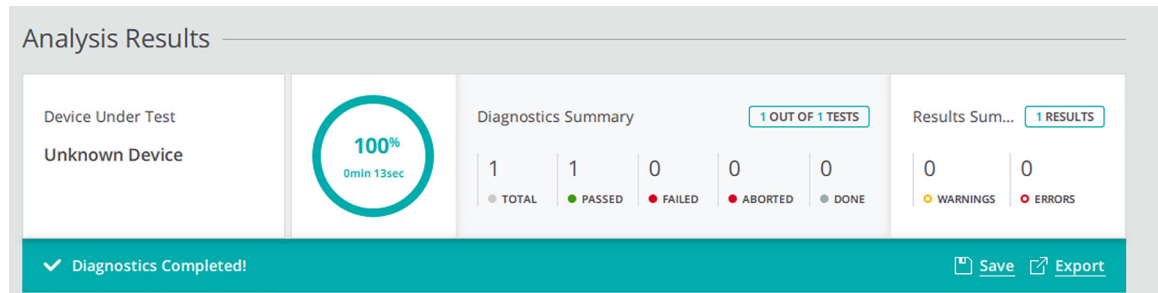 Analysis Results
Device Under Test
Unknown Device
100%
0min 13sec
Diagnostics Summary
1 OUT OF 1 TESTS
1 1 0 0 0
TOTAL PASSED FAILED ABORTED DONE
Results Sum...
1 RESULTS
0 0
WARNINGS ERRORS
Diagnostics Completed!
Save Export